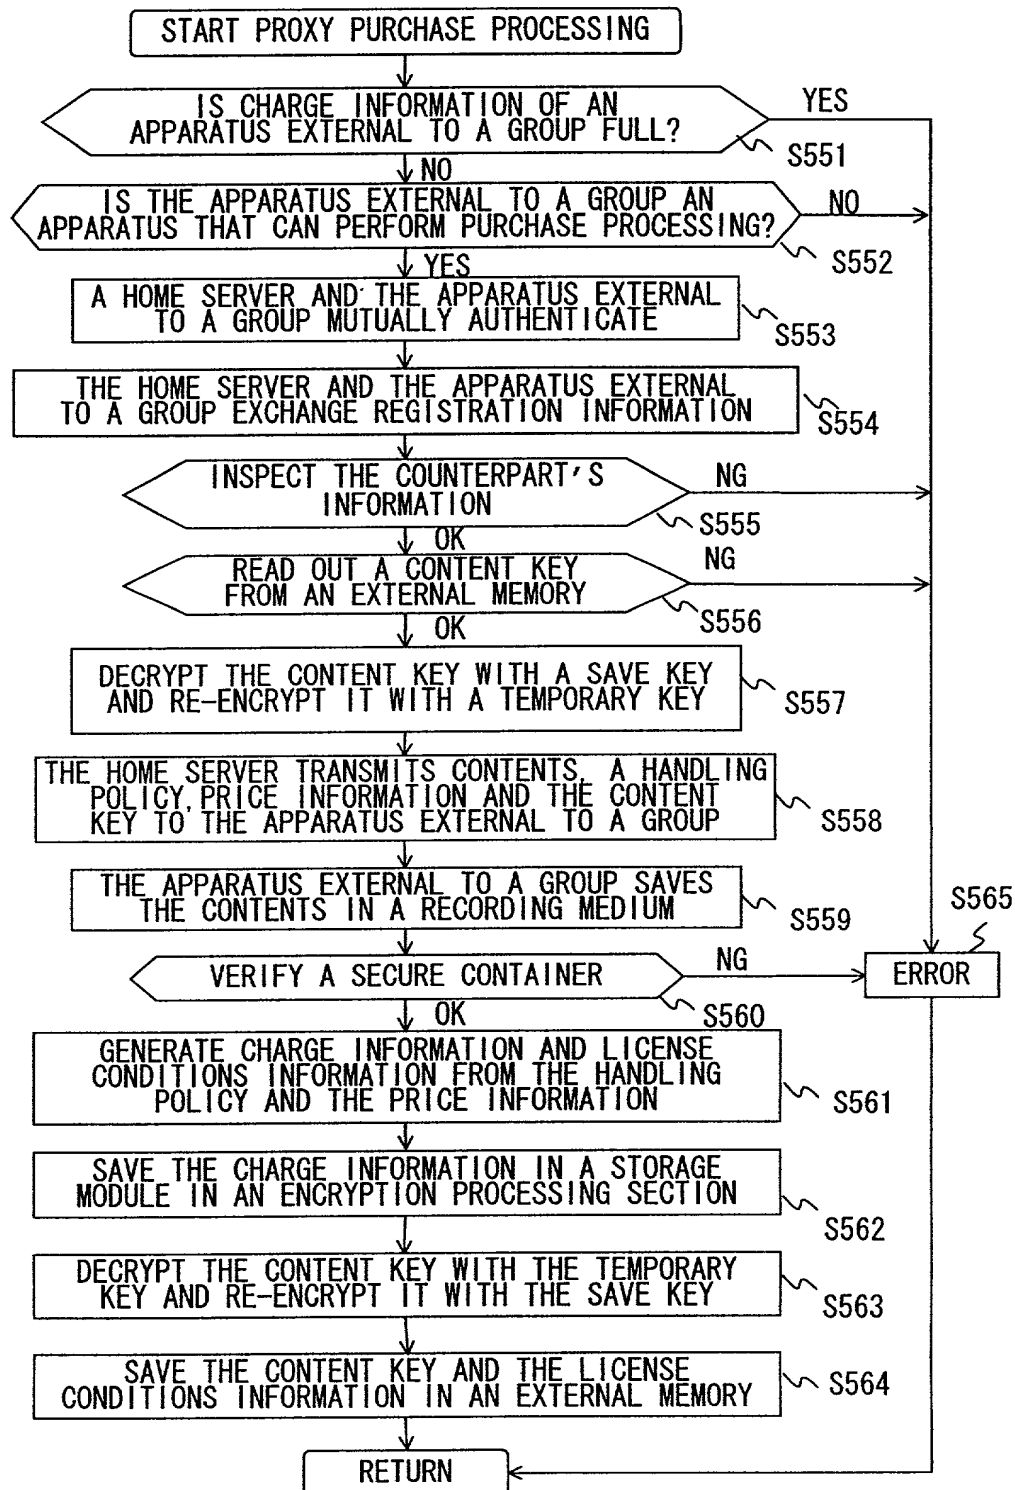 START PROXY PURCHASE PROCESSING
IS CHARGE INFORMATION OF AN
APPARATUS EXTERNAL TO A GROUP FULL?
YES
S551
NO
IS THE APPARATUS EXTERNAL TO A GROUP AN
APPARATUS THAT CAN PERFORM PURCHASE PROCESSING?
NO
S552
YES
A HOME SERVER AND THE APPARATUS EXTERNAL
TO A GROUP MUTUALLY AUTHENTICATE
S553
THE HOME SERVER AND THE APPARATUS EXTERNAL
TO A GROUP EXCHANGE REGISTRATION INFORMATION
S554
INSPECT THE COUNTERPART'S
INFORMATION
NG
S555
OK
READ OUT A CONTENT KEY
FROM AN EXTERNAL MEMORY
NG
S556
OK
DECRYPT THE CONTENT KEY WITH A SAVE KEY
AND RE-ENCRYPT IT WITH A TEMPORARY KEY
S557
THE HOME SERVER TRANSMITS CONTENTS, A HANDLING
POLICY, PRICE INFORMATION AND THE CONTENT
KEY TO THE APPARATUS EXTERNAL TO A GROUP
S558
THE APPARATUS EXTERNAL TO A GROUP SAVES
THE CONTENTS IN A RECORDING MEDIUM
S559
S565
VERIFY A SECURE CONTAINER
NG
ERROR
S560
OK
GENERATE CHARGE INFORMATION AND LICENSE
CONDITIONS INFORMATION FROM THE HANDLING
POLICY AND THE PRICE INFORMATION
S561
SAVE THE CHARGE INFORMATION IN A STORAGE
MODULE IN AN ENCRYPTION PROCESSING SECTION
S562
DECRYPT THE CONTENT KEY WITH THE TEMPORARY
KEY AND RE-ENCRYPT IT WITH THE SAVE KEY
S563
SAVE THE CONTENT KEY AND THE LICENSE
CONDITIONS INFORMATION IN AN EXTERNAL MEMORY
S564
RETURN